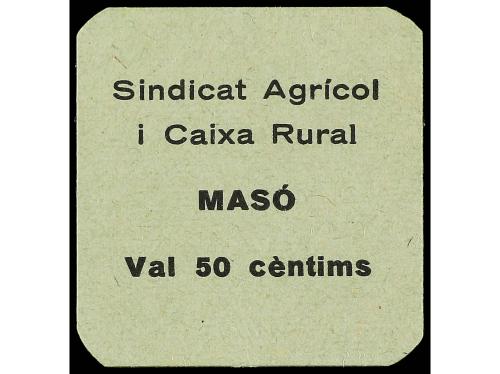 Sindicat Agrícol
i Caixa Rural
MASÓ
Val 50 cèntims